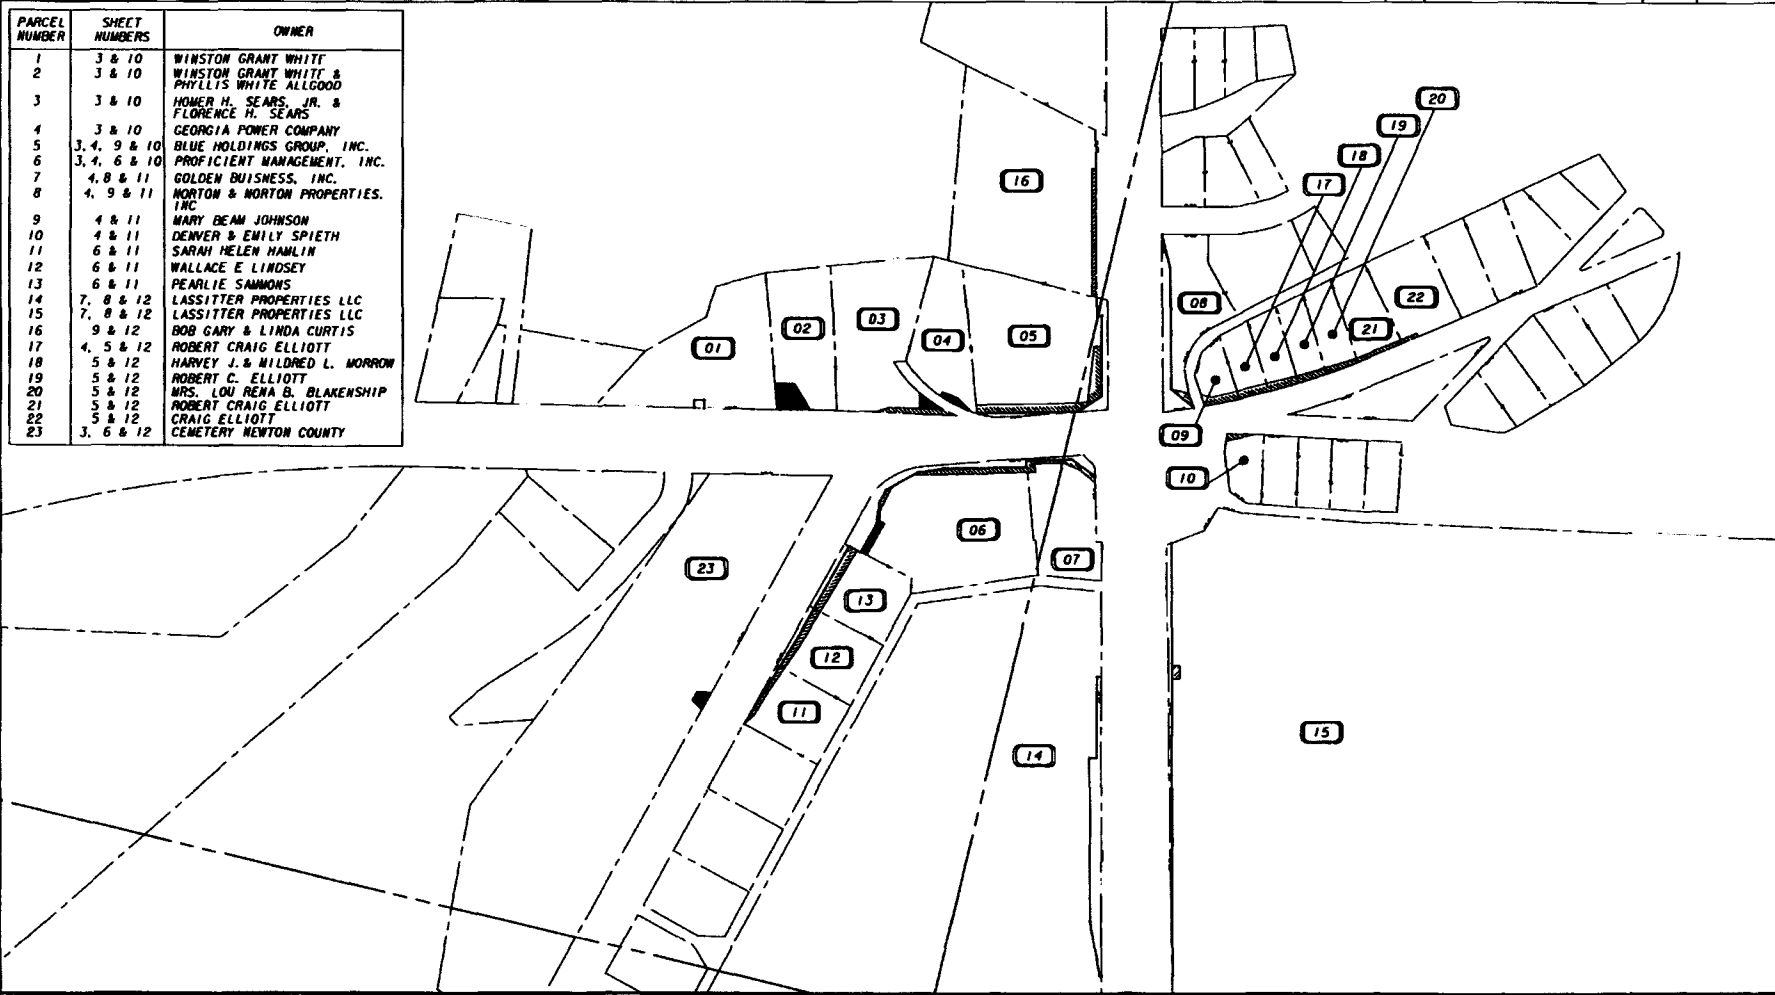 PARCEL NUMBER SHEET NUMBERS OWNER
1 3 & 10 WINSTON GRANT WHITE
2 3 & 10 WINSTON GRANT WHITE &
PHYLLIS WHITE ALLGOOD
3 3 & 10 HOMER H. SEARS, JR. &
FLORENCE H. SEARS
4 3 & 10 GEORGIA POWER COMPANY
5 3, 4, 9 & 10 BLUE HOLDINGS GROUP, INC.
6 3, 4, 6 & 10 PROFICIENT MANAGEMENT, INC.
7 4, 8 & 11 GOLDEN BUISNESS, INC.
8 4, 9 & 11 NORTON & NORTON PROPERTIES.
INC
9 4 & 11 MARY BEAM JOHNSON
10 4 & 11 DENVER & EMILY SPIETH
11 6 & 11 SARAH HELEN HAMLIN
12 6 & 11 WALLACE E LINDSEY
13 6 & 11 PEARLIE SAMMONS
14 7, 8 & 12 LASSITTER PROPERTIES LLC
15 7, 8 & 12 LASSITTER PROPERTIES LLC
16 9 & 12 BOB GARY & LINDA CURTIS
17 4, 5 & 12 ROBERT CRAIG ELLIOTT
18 5 & 12 HARVEY J. & MILDRED L. MORROW
19 5 & 12 ROBERT C. ELLIOTT
20 5 & 12 MRS. LOU RENA B. BLAKENSHIP
21 5 & 12 ROBERT CRAIG ELLIOTT
22 5 & 12 CRAIG ELLIOTT
23 3, 6 & 12 CEMETERY NEWTON COUNTY
20
19
18
17
16
08
22
21
01
02
03
04
05
09
10
06
07
23
13
12
11
14
15